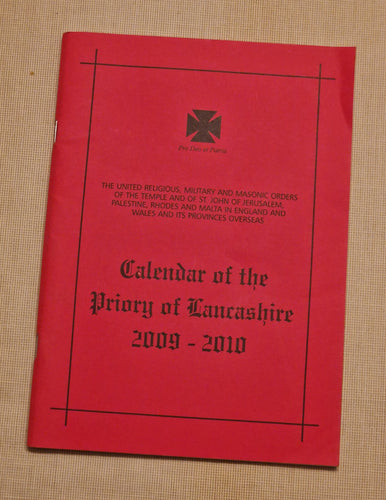 Pro Deo et Patria
THE UNITED RELIGIOUS, MILITARY AND MASONIC ORDERS
OF THE TEMPLE AND OF ST. JOHN OF JERUSALEM,
PALESTINE, RHODES AND MALTA IN ENGLAND AND
WALES AND ITS PROVINCES OVERSEAS
Calendar of the
Priory of Lancashire
2009 - 2010